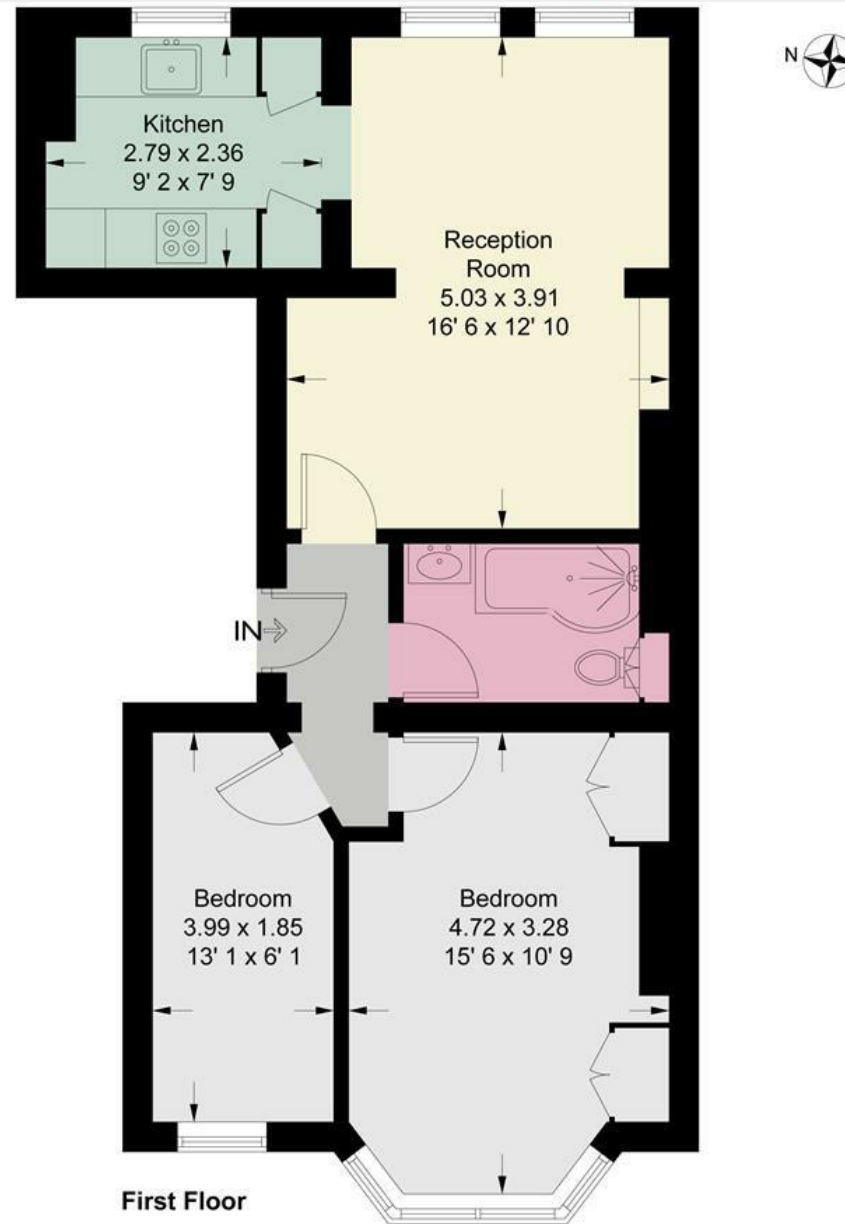 N
Kitchen
2.79 x 2.36
9' 2 x 7' 9
Reception
Room
5.03 x 3.91
16' 6 x 12' 10
IN
Bedroom
3.99 x 1.85
13' 1 x 6' 1
Bedroom
4.72 x 3.28
15' 6 x 10' 9
First Floor